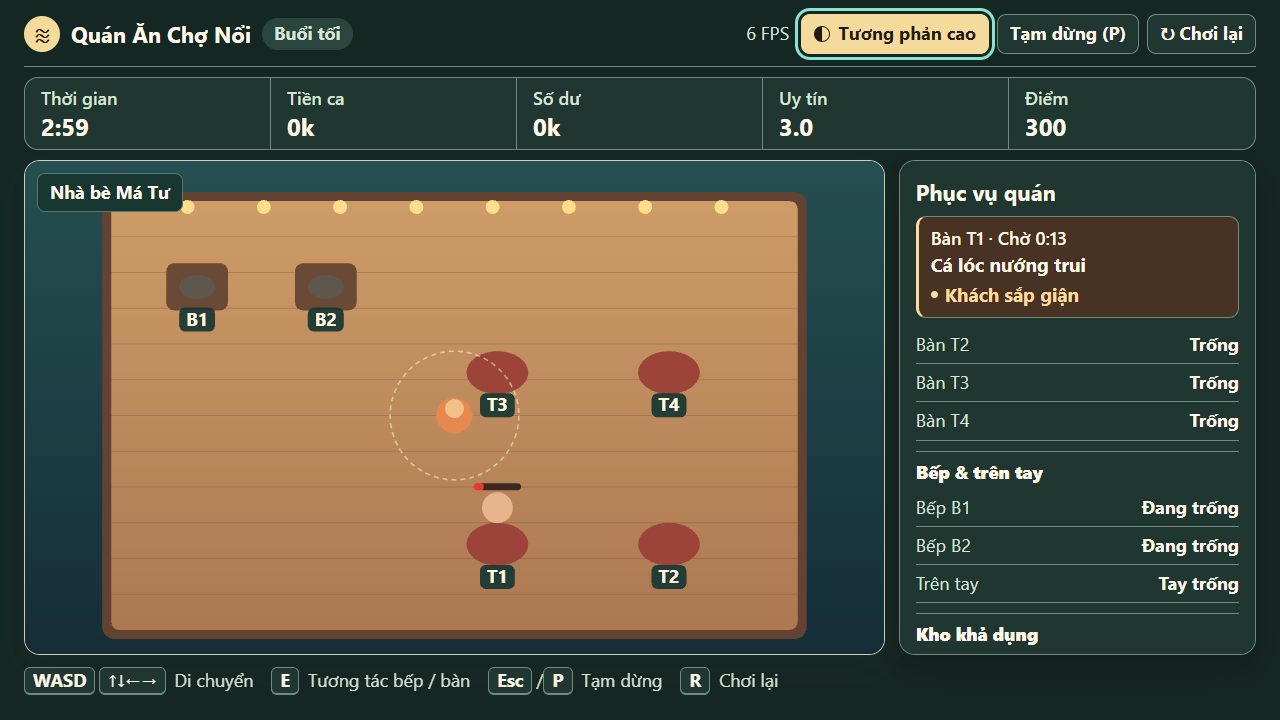 Quán Ăn Chợ Nổi
Buổi tối
6 FPS
Tương phản cao
Tạm dừng (P)
↻ Chơi lại
Thời gian
2:59
Tiền ca
0k
Số dư
0k
Uy tín
3.0
Điểm
300
Nhà bè Má Tư
B1
B2
T3
T4
T1
T2
Phục vụ quán
Bàn T1 · Chờ 0:13
Cá lóc nướng trui
• Khách sắp giận
Bàn T2 Trống
Bàn T3 Trống
Bàn T4 Trống
Bếp & trên tay
Bếp B1 Đang trống
Bếp B2 Đang trống
Trên tay Tay trống
Kho khả dụng
WASD ↑↓←→ Di chuyển E Tương tác bếp / bàn Esc / P Tạm dừng R Chơi lại